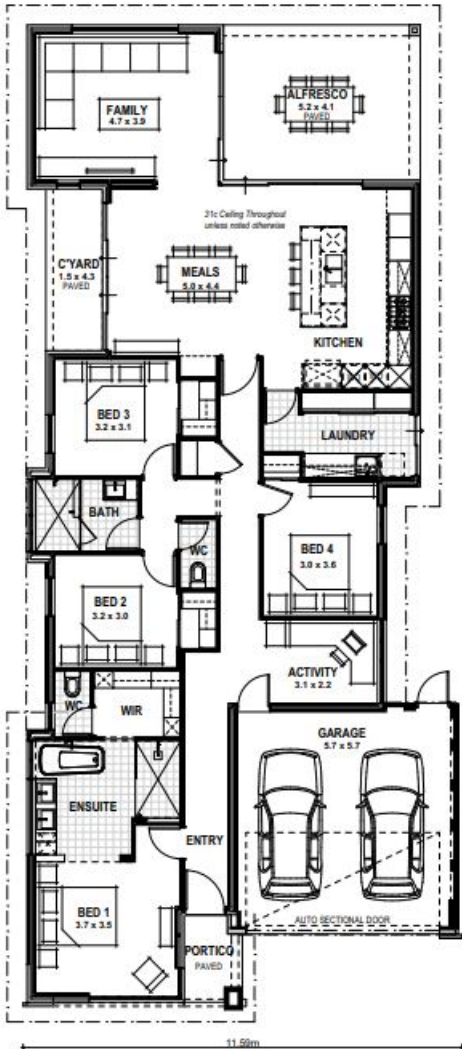 FAMILY
4.7 x 3.9
ALFRESCO
5.2 x 4.1
PAVED
31c Ceiling Throughout
unless noted otherwise
C'YARD
1.5 x 4.3
PAVED
MEALS
5.0 x 4.4
KITCHEN
BED 3
3.2 x 3.1
LAUNDRY
BATH
WC
BED 4
3.0 x 3.6
BED 2
3.2 x 3.0
ACTIVITY
3.1 x 2.2
WC
WIR
GARAGE
5.7 x 5.7
ENSUITE
ENTRY
BED 1
3.7 x 3.5
AUTO SECTIONAL DOOR
PORTICO
PAVED
11.59m